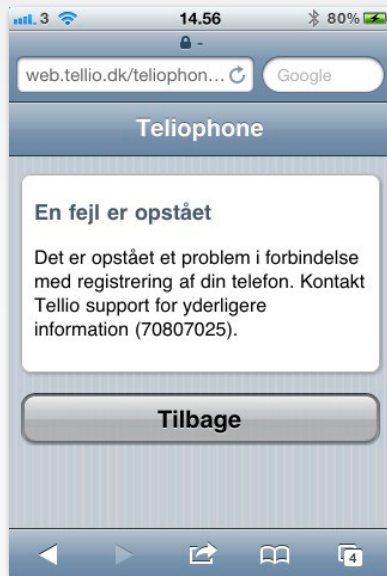 3 14.56 80%
-
web.tellio.dk/teliophon... Google
Teliophone
En fejl er opstået
Det er opstået et problem i forbindelse
med registrering af din telefon. Kontakt
Tellio support for yderligere
information (70807025).
Tilbage
4